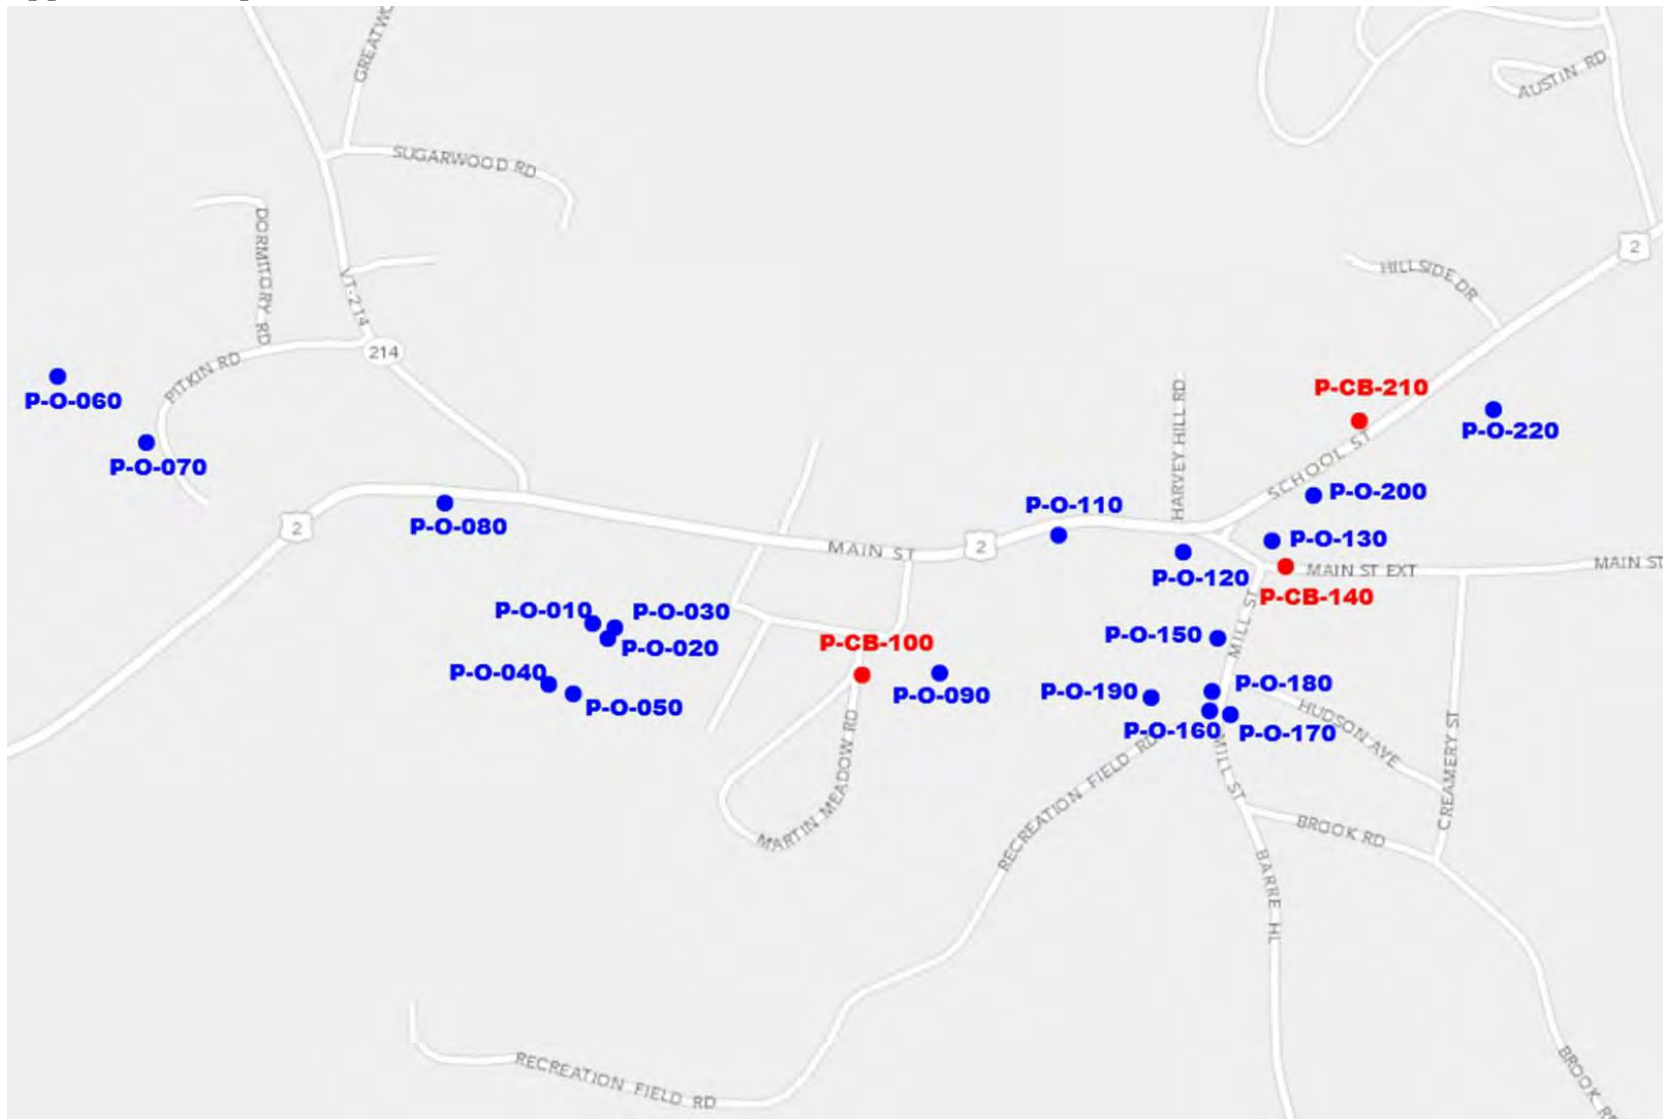 AUSTIN RD
SUGARWOOD RD
DORMITORY RD
VT-214
2
HILLSIDE DR
214
PITKIN RD
P-O-060
P-O-070
P-CB-210
HARVEY HILL RD
P-O-220
SCHOOL ST
P-O-200
P-O-080
2
P-O-110
MAIN ST
2
P-O-130
P-O-120
MAIN ST EXT
MAIN ST
P-CB-140
P-O-010
P-O-030
P-O-020
P-CB-100
P-O-150
MILL ST
P-O-040
P-O-050
P-O-090
P-O-190
P-O-180
P-O-160
P-O-170
HUDSON AVE
MILL ST
CREAMERY ST
MARTIN MEADOW RD
RECREATION FIELD RD
BROOK RD
BARRE HL
RECREATION FIELD RD
BROOK RD